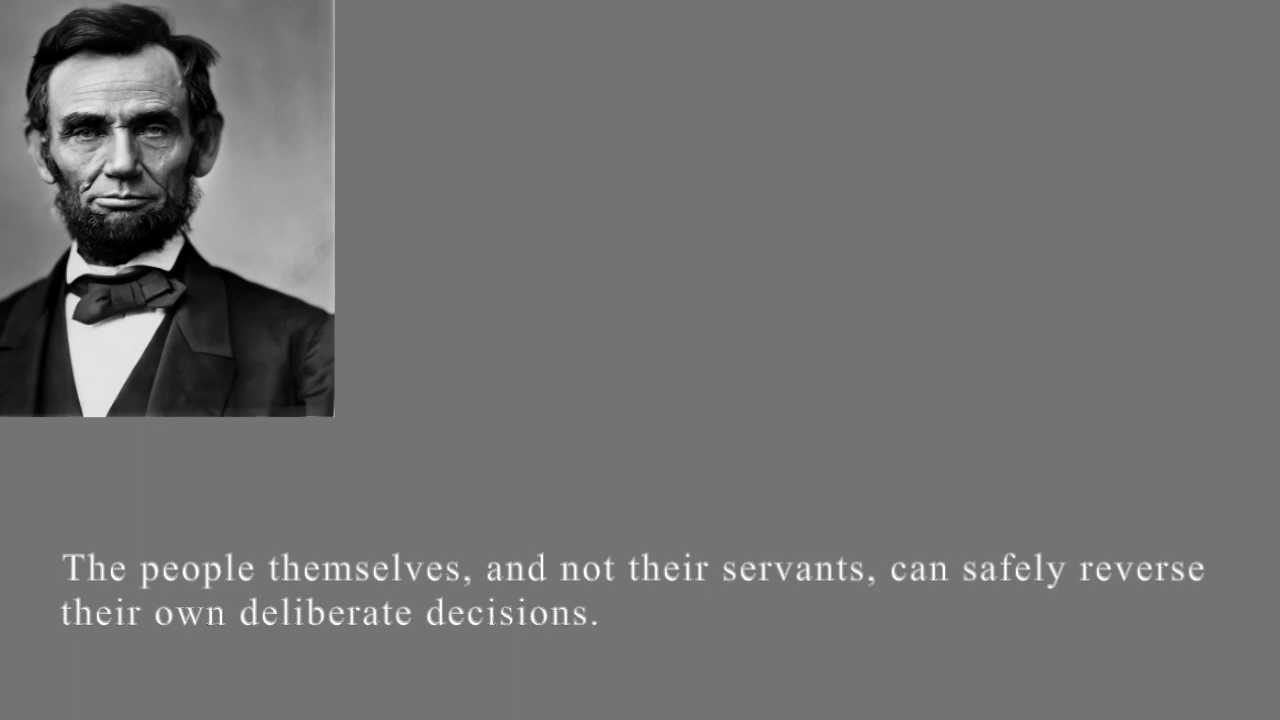 The people themselves, and not their servants, can safely reverse
their own deliberate decisions.